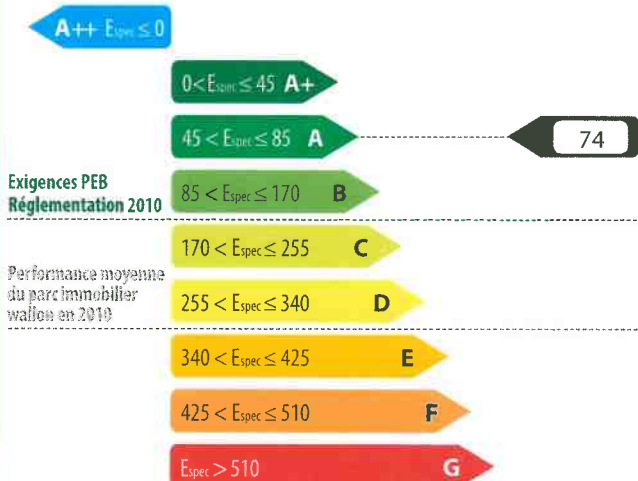 A++ Espec ≤ 0
0 < Espec ≤ 45 A+
45 < Espec ≤ 85 A
74
Exigences PEB
Réglementation 2010
85 < Espec ≤ 170 B
170 < Espec ≤ 255 C
Performance moyenne
du parc immobilier
wallon en 2010
255 < Espec ≤ 340 D
340 < Espec ≤ 425 E
425 < Espec ≤ 510 F
Espec > 510 G